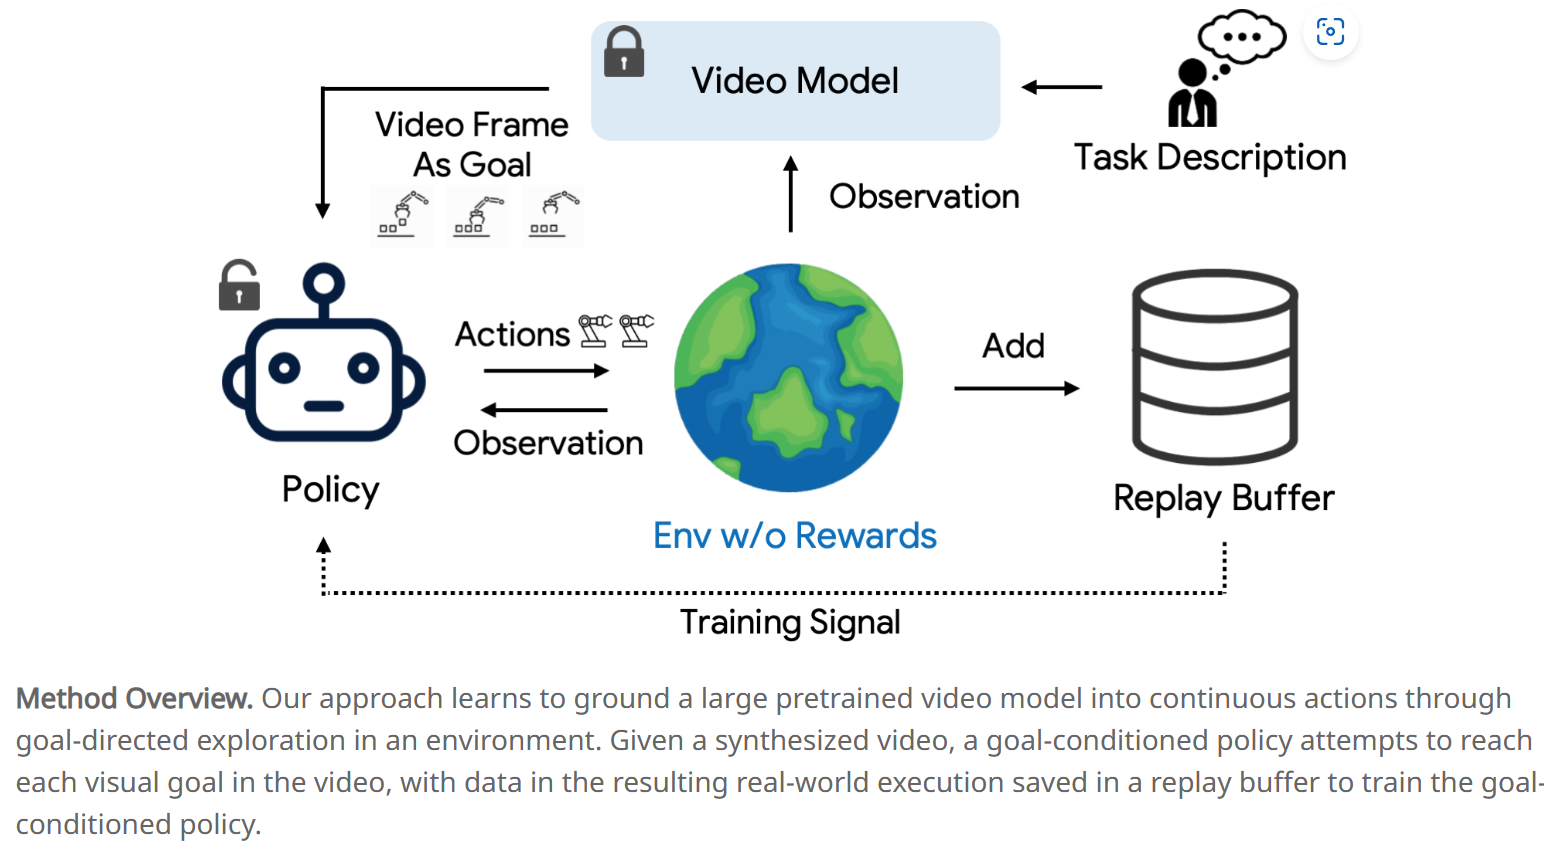 Video Model
Video Frame
As Goal
Task Description
Observation
Actions
Observation
Add
Policy
Env w/o Rewards
Replay Buffer
Training Signal
Method Overview. Our approach learns to ground a large pretrained video model into continuous actions through
goal-directed exploration in an environment. Given a synthesized video, a goal-conditioned policy attempts to reach
each visual goal in the video, with data in the resulting real-world execution saved in a replay buffer to train the goal-
conditioned policy.